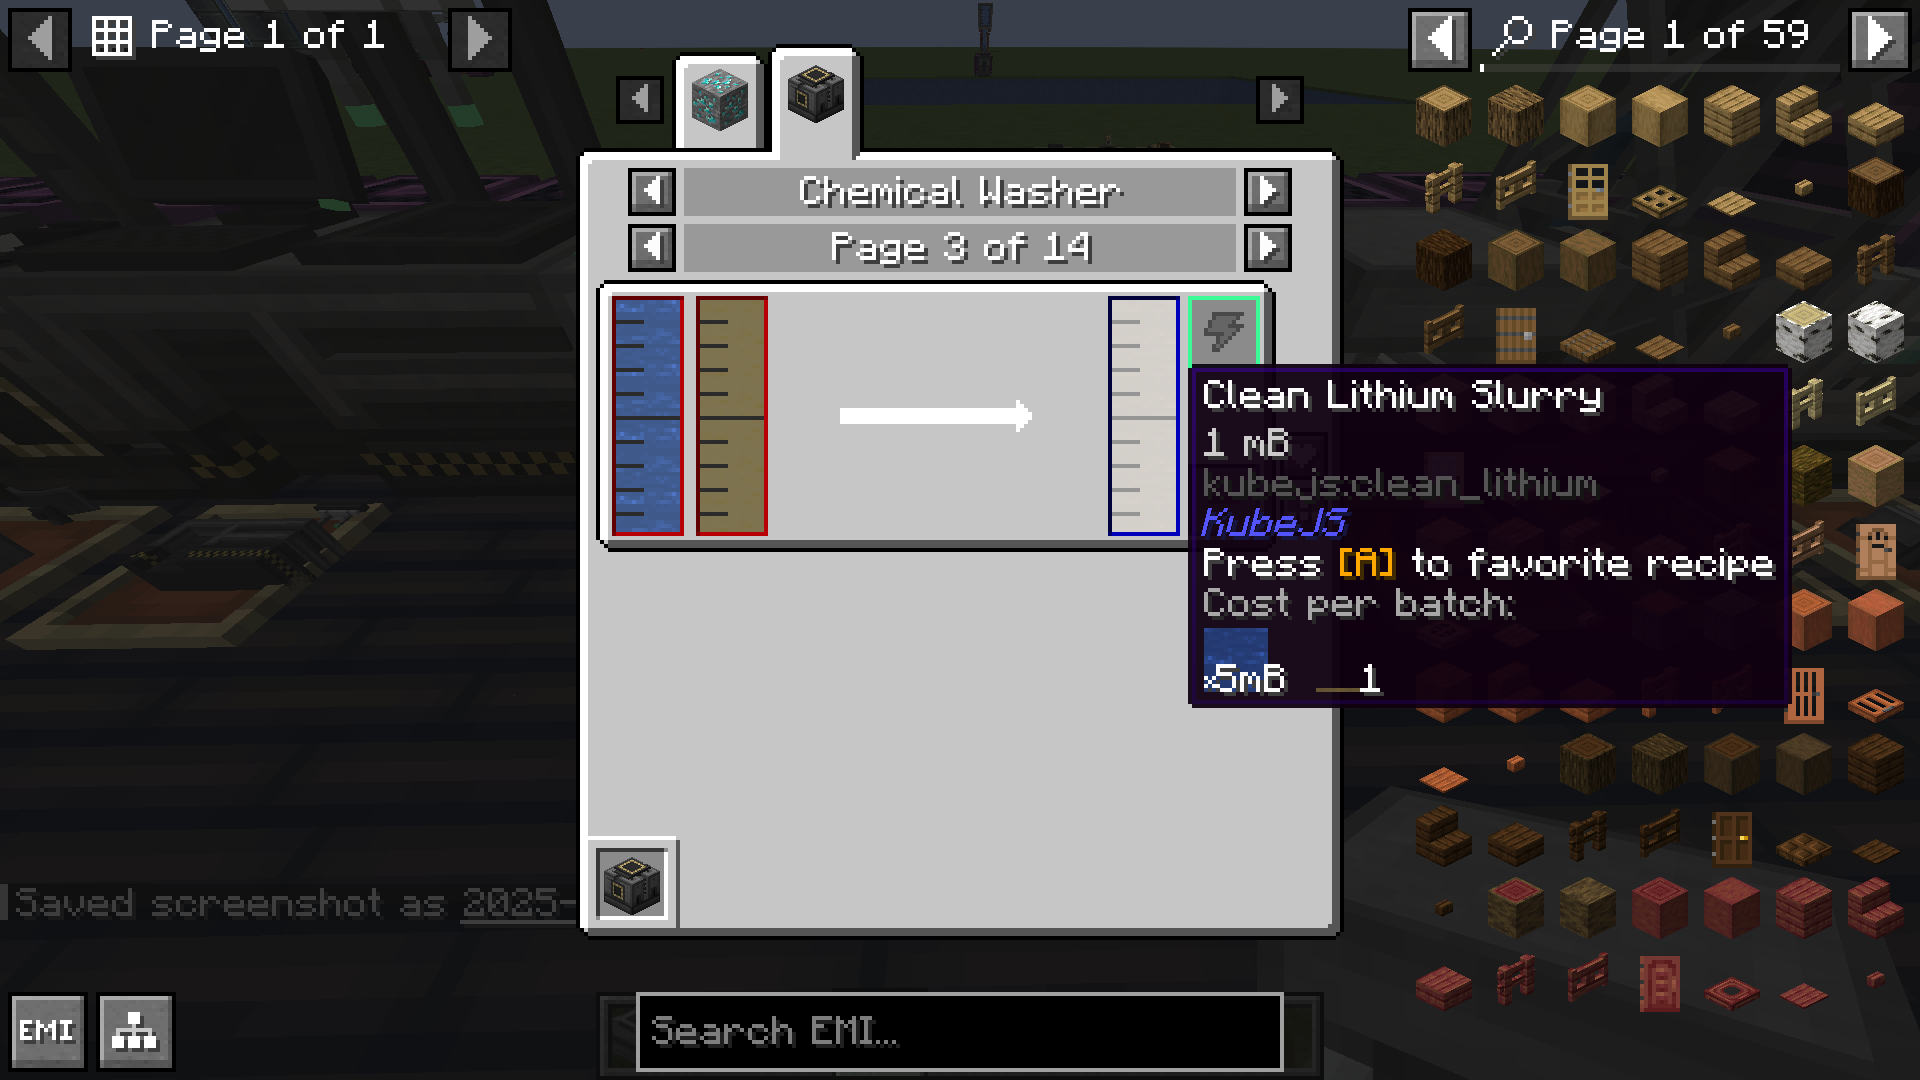 Page 1 of 1
Page 1 of 59
Chemical Washer
Page 3 of 14
Clean Lithium Slurry
1 mB
kubejs:clean_lithium
KubeJS
Press [A] to favorite recipe
Cost per batch:
x5mB 1
Saved screenshot as 2025-
EMI
Search EMI...